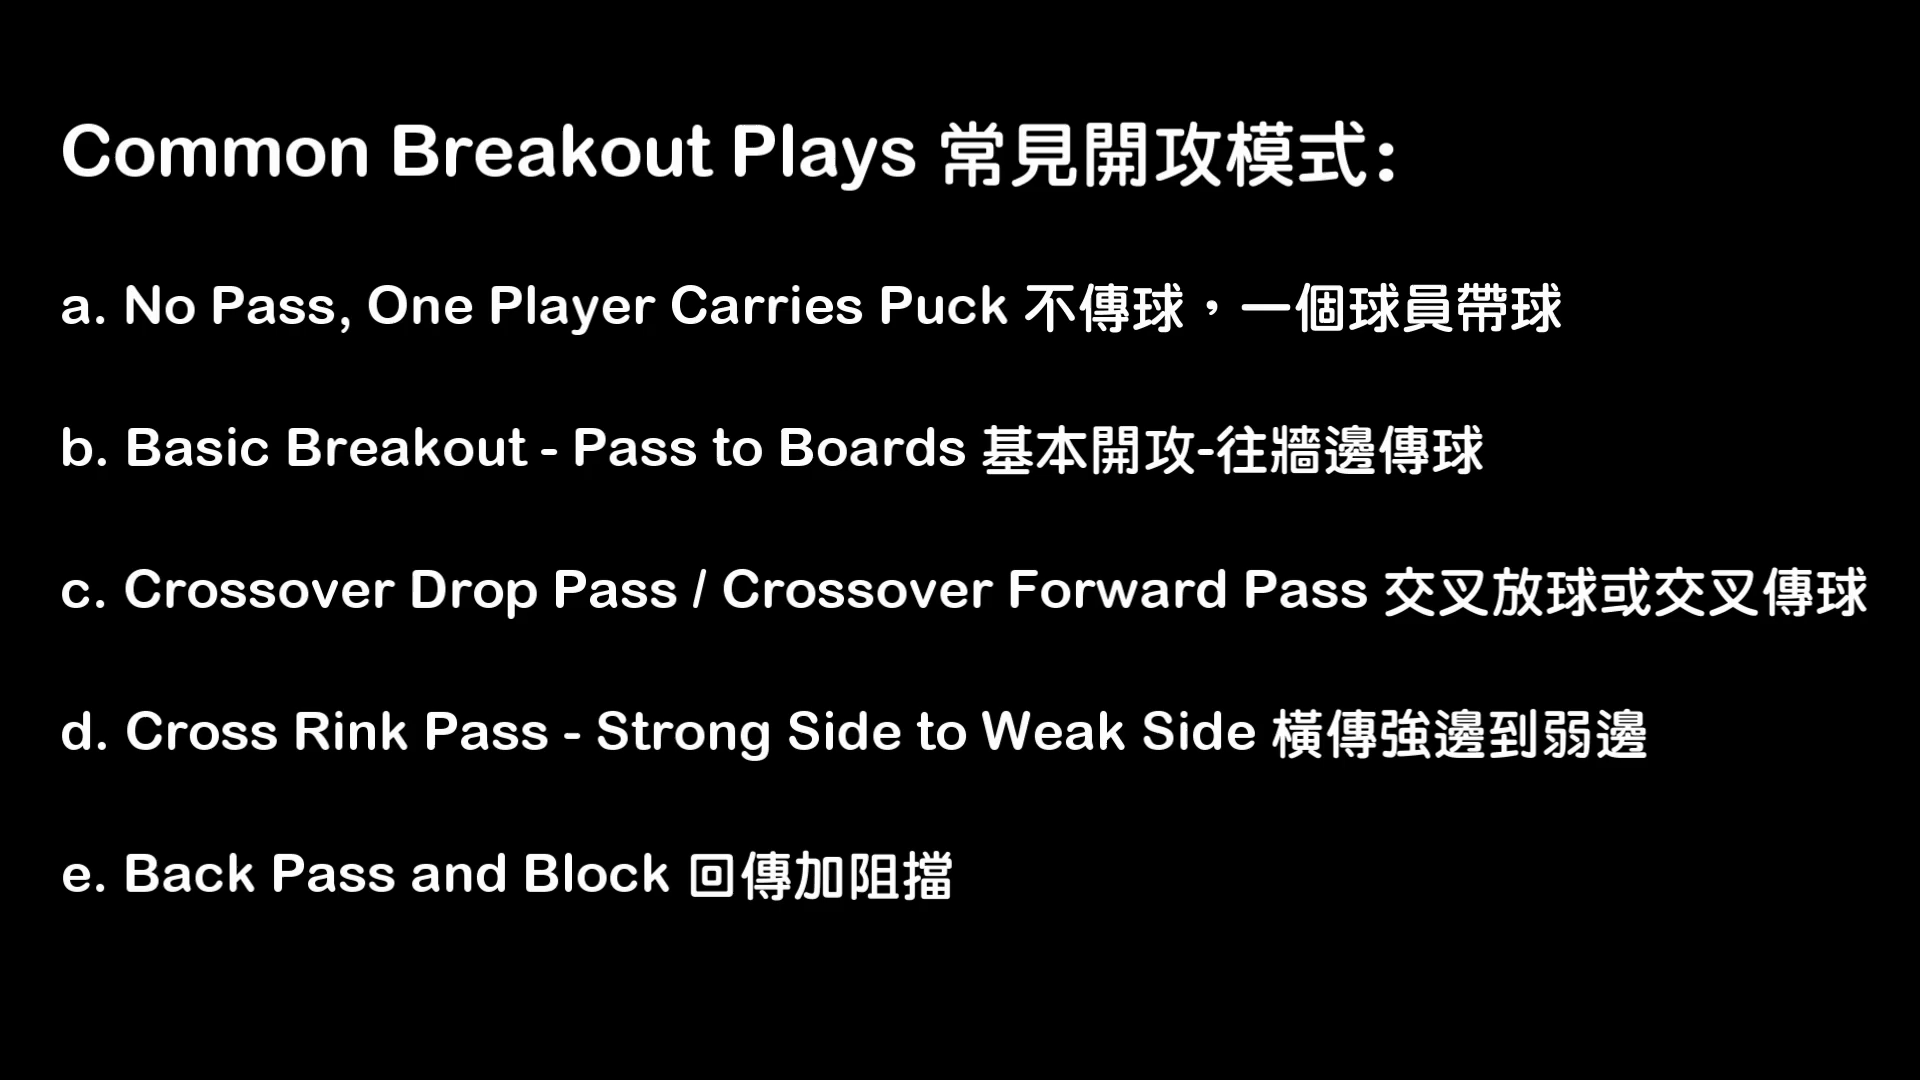 Common Breakout Plays 常見開攻模式:
a. No Pass, One Player Carries Puck 不傳球，一個球員帶球
b. Basic Breakout - Pass to Boards 基本開攻-往牆邊傳球
c. Crossover Drop Pass / Crossover Forward Pass 交叉放球或交叉傳球
d. Cross Rink Pass - Strong Side to Weak Side 橫傳強邊到弱邊
e. Back Pass and Block 回傳加阻擋